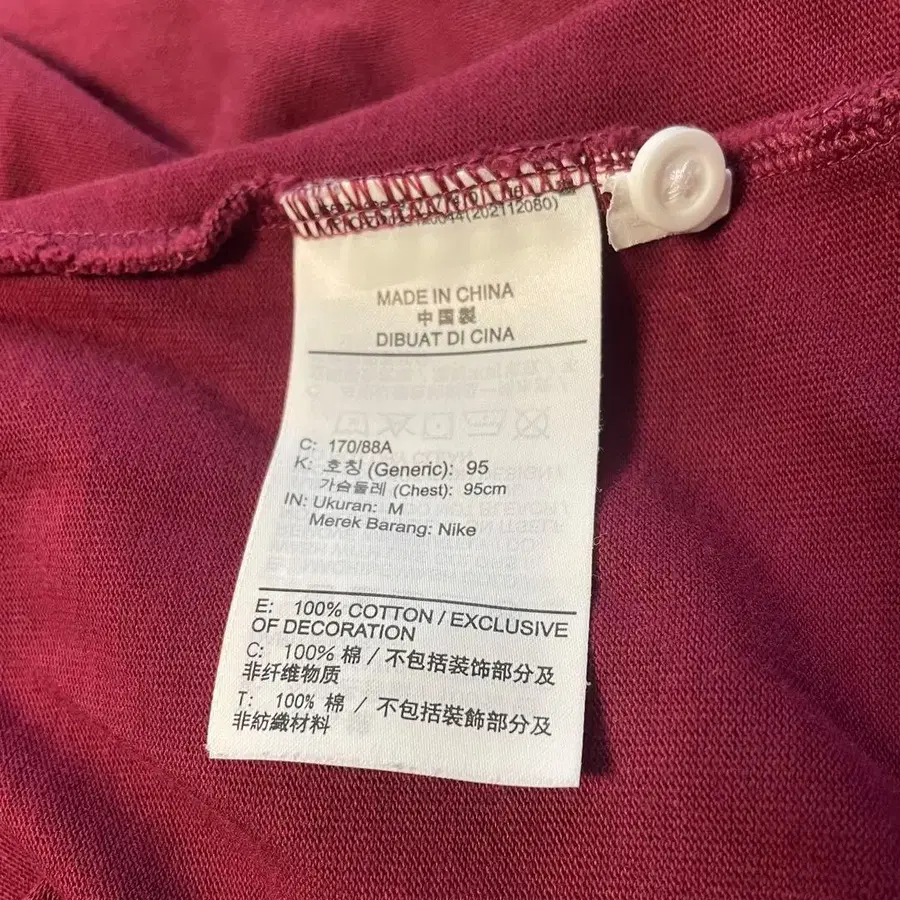 0044(202112080)
MADE IN CHINA
中国製
DIBUAT DI CINA
C: 170/88A
K: 호칭 (Generic): 95
가슴둘레 (Chest): 95cm
IN: Ukuran: M
Merek Barang: Nike
E: 100% COTTON / EXCLUSIVE
OF DECORATION
C: 100% 棉 / 不包括装饰部分及
非纤维物质
T: 100% 棉 / 不包括裝飾部分及
非紡織材料